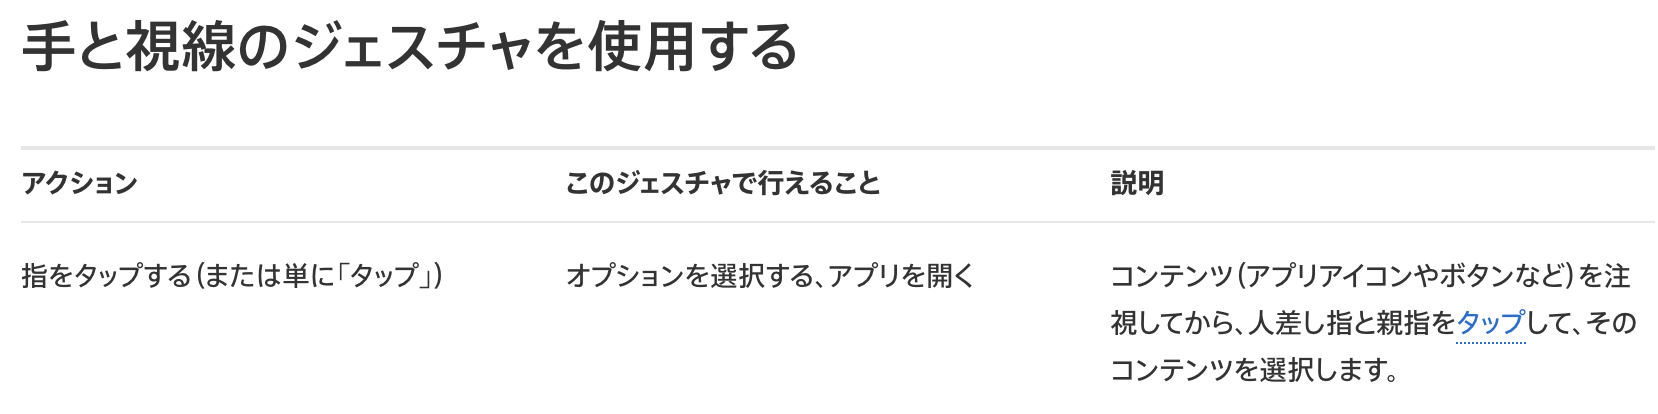 手と視線のジェスチャを使用する
アクション
このジェスチャで行えること
説明
指をタップする(または単に「タップ」)
オプションを選択する、アプリを開く
コンテンツ(アプリアイコンやボタンなど)を注
視してから、人差し指と親指をタップして、その
コンテンツを選択します。